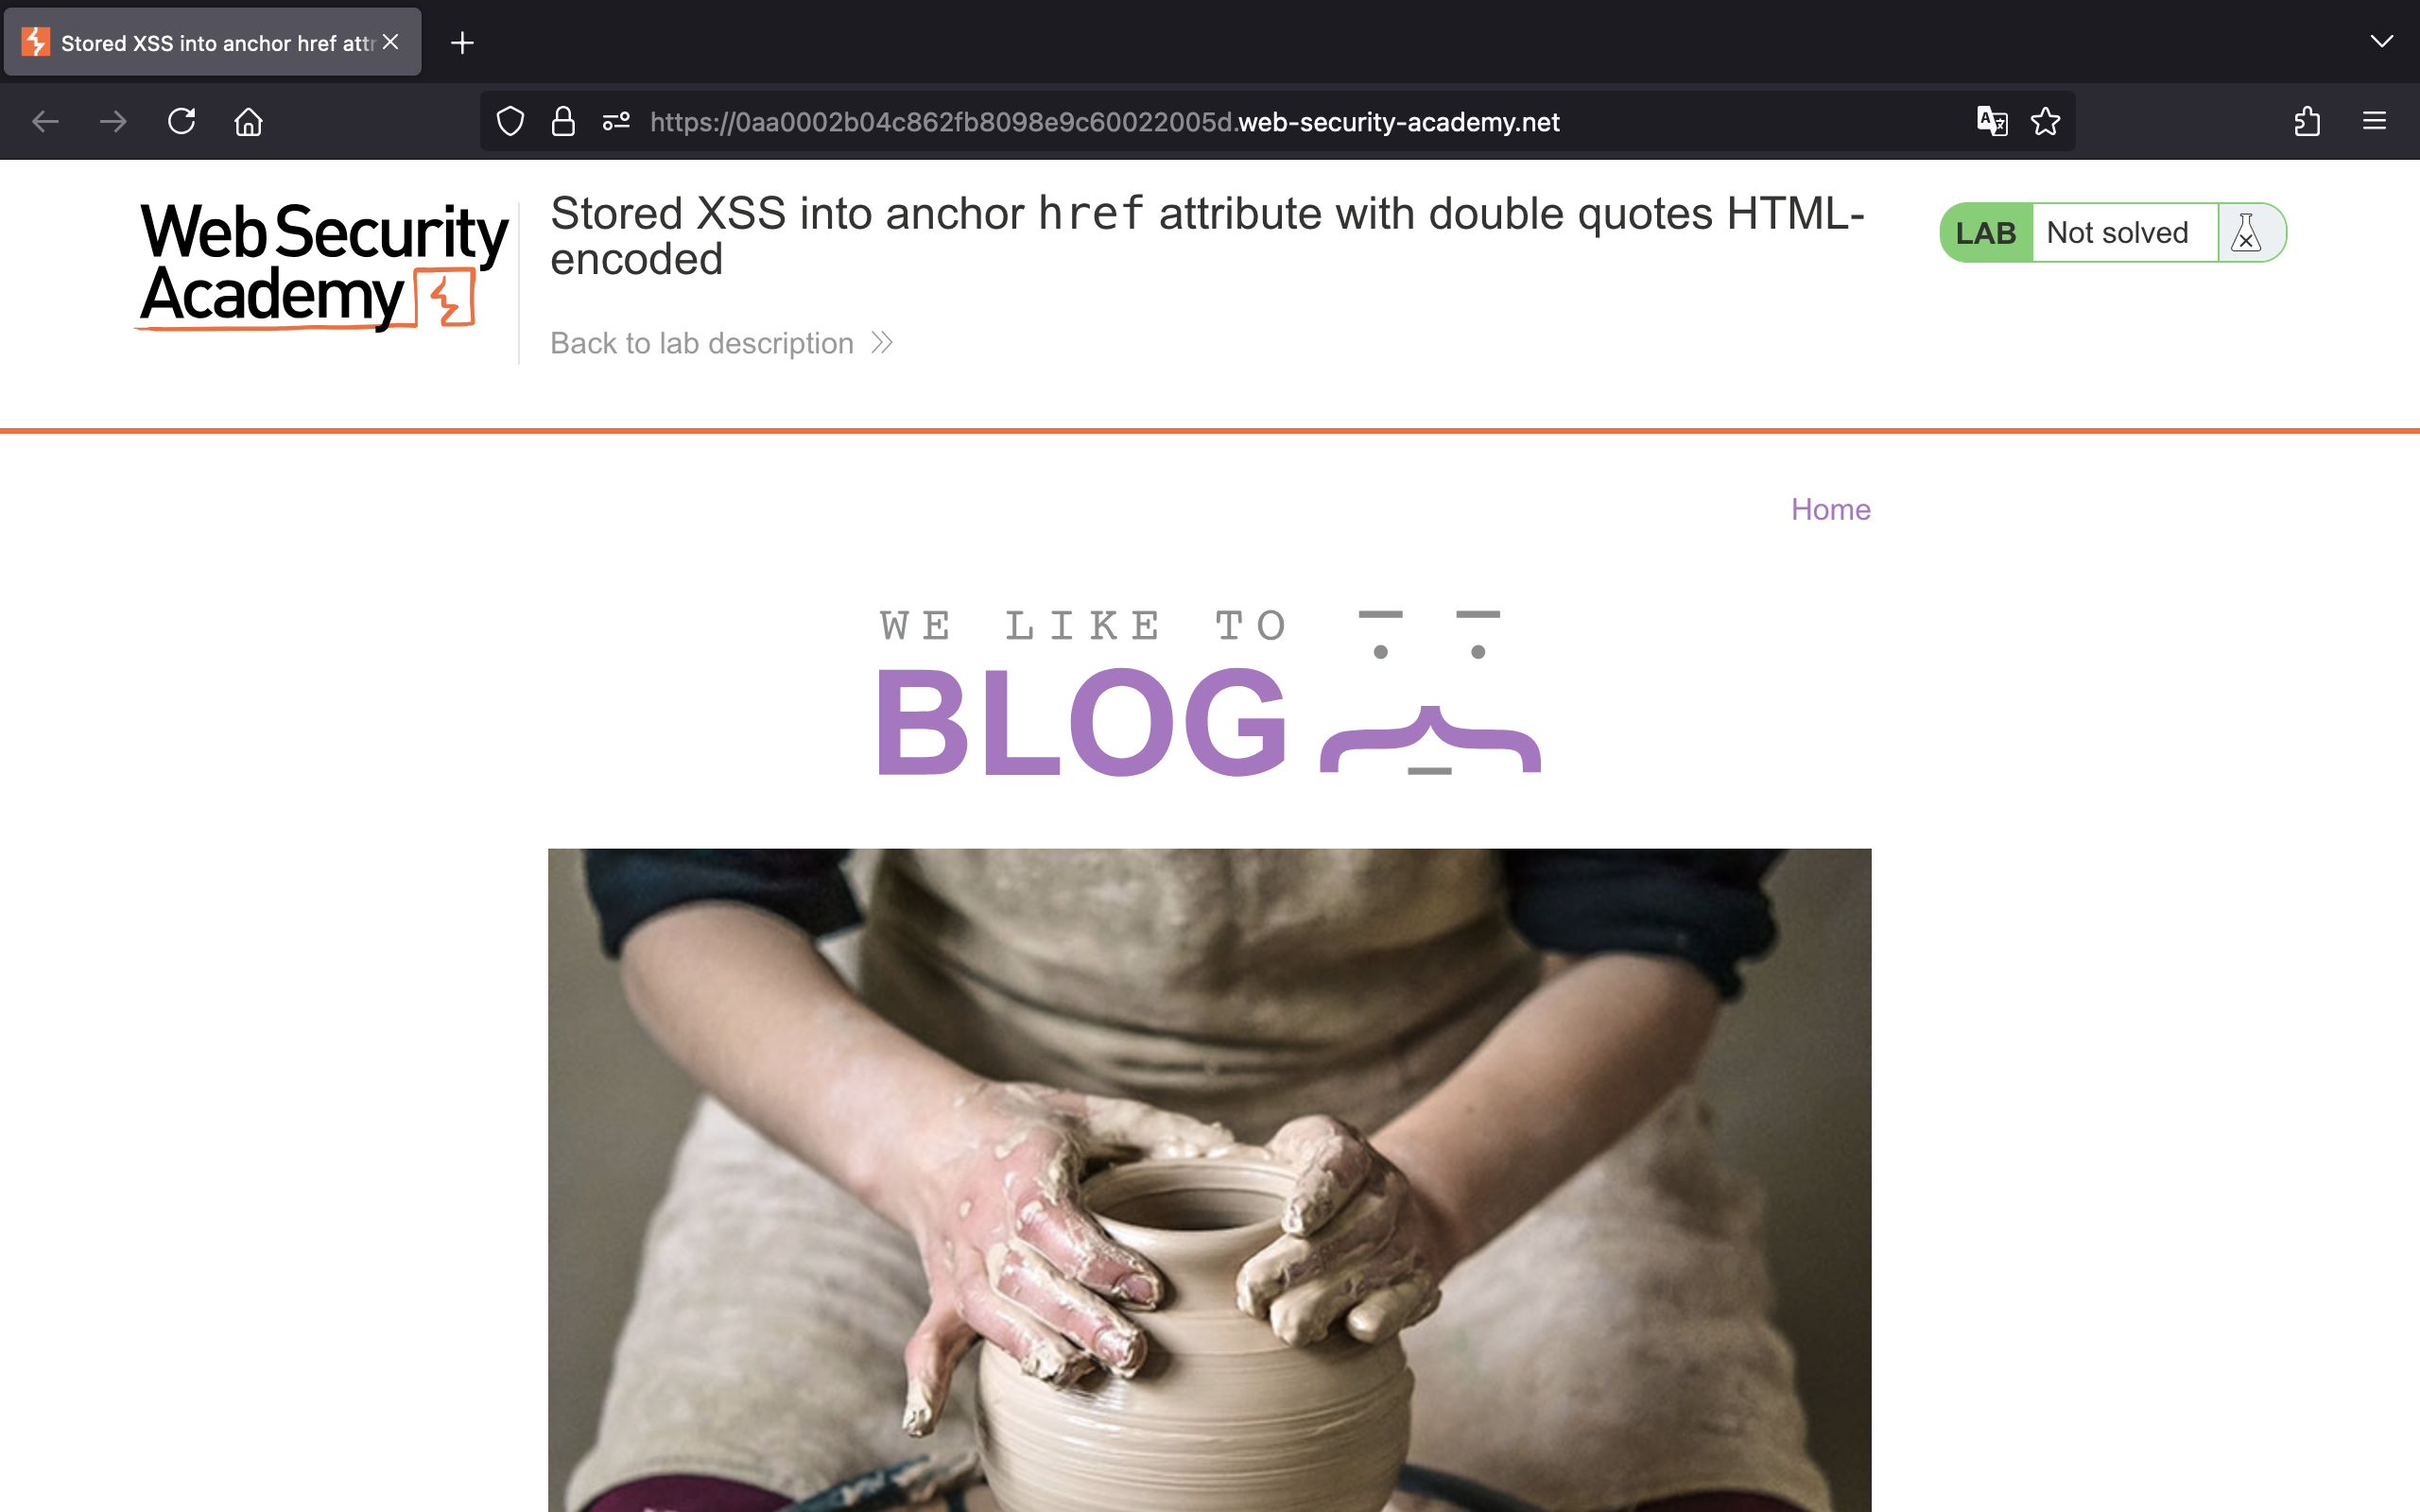 Stored XSS into anchor href attr
https://0aa0002b04c862fb8098e9c60022005d.web-security-academy.net
Web Security
Academy
Stored XSS into anchor href attribute with double quotes HTML-
encoded
Back to lab description
LAB Not solved
Home
WE LIKE TO
BLOG